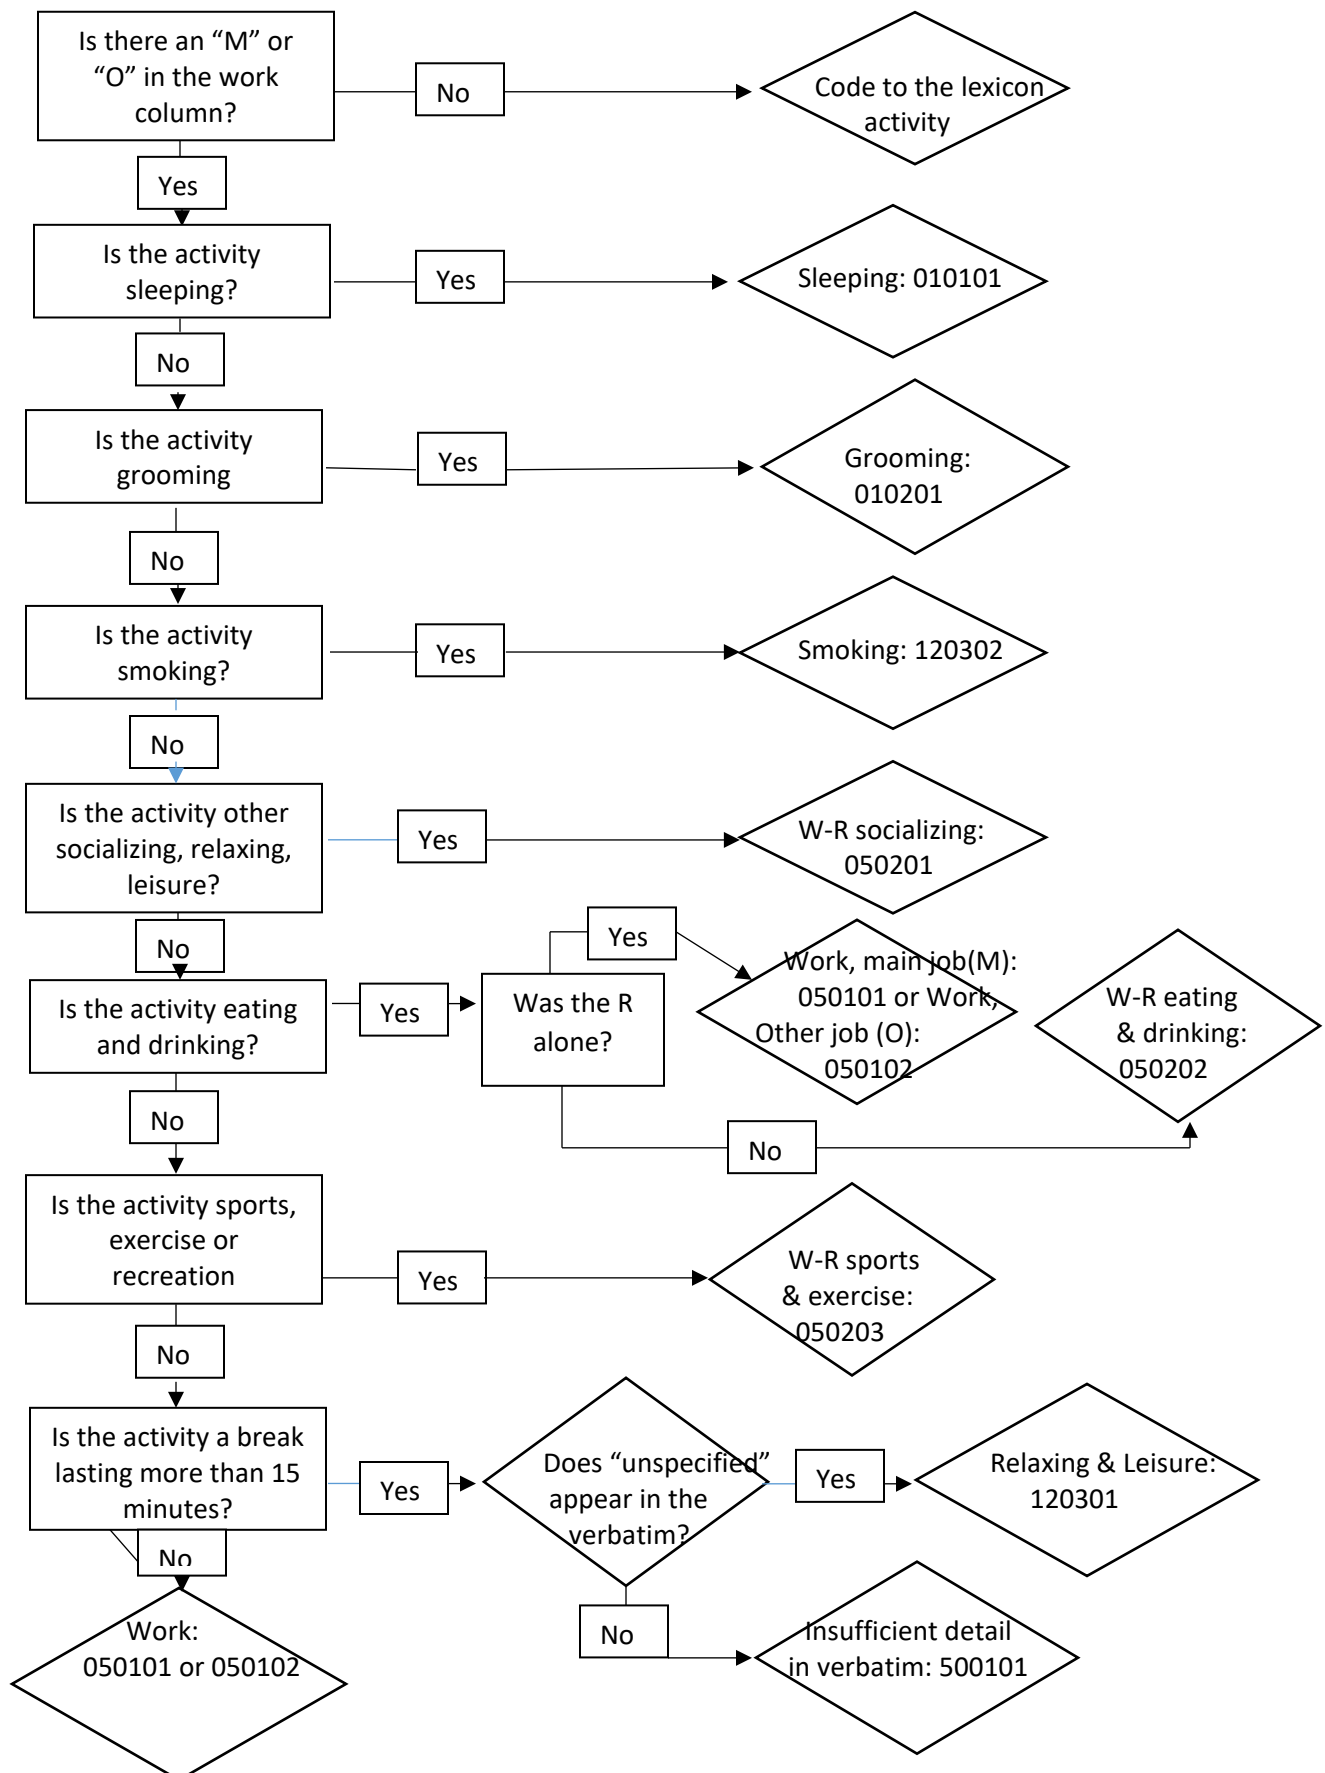 Is there an “M” or
“O” in the work
column?
No
Code to the lexicon
activity
Yes
Is the activity
sleeping?
Yes
Sleeping: 010101
No
Is the activity
grooming
Yes
Grooming:
010201
No
Is the activity
smoking?
Yes
Smoking: 120302
No
Is the activity other
socializing, relaxing,
leisure?
Yes
W-R socializing:
050201
No
Is the activity eating
and drinking?
Yes
Was the R
alone?
Yes
Work, main job(M):
050101 or Work,
Other job (O):
050102
W-R eating
& drinking:
050202
No
No
Is the activity sports,
exercise or
recreation
Yes
W-R sports
& exercise:
050203
No
Is the activity a break
lasting more than 15
minutes?
Yes
Does “unspecified”
appear in the
verbatim?
Yes
Relaxing & Leisure:
120301
No
Work:
050101 or 050102
No
Insufficient detail
in verbatim: 500101